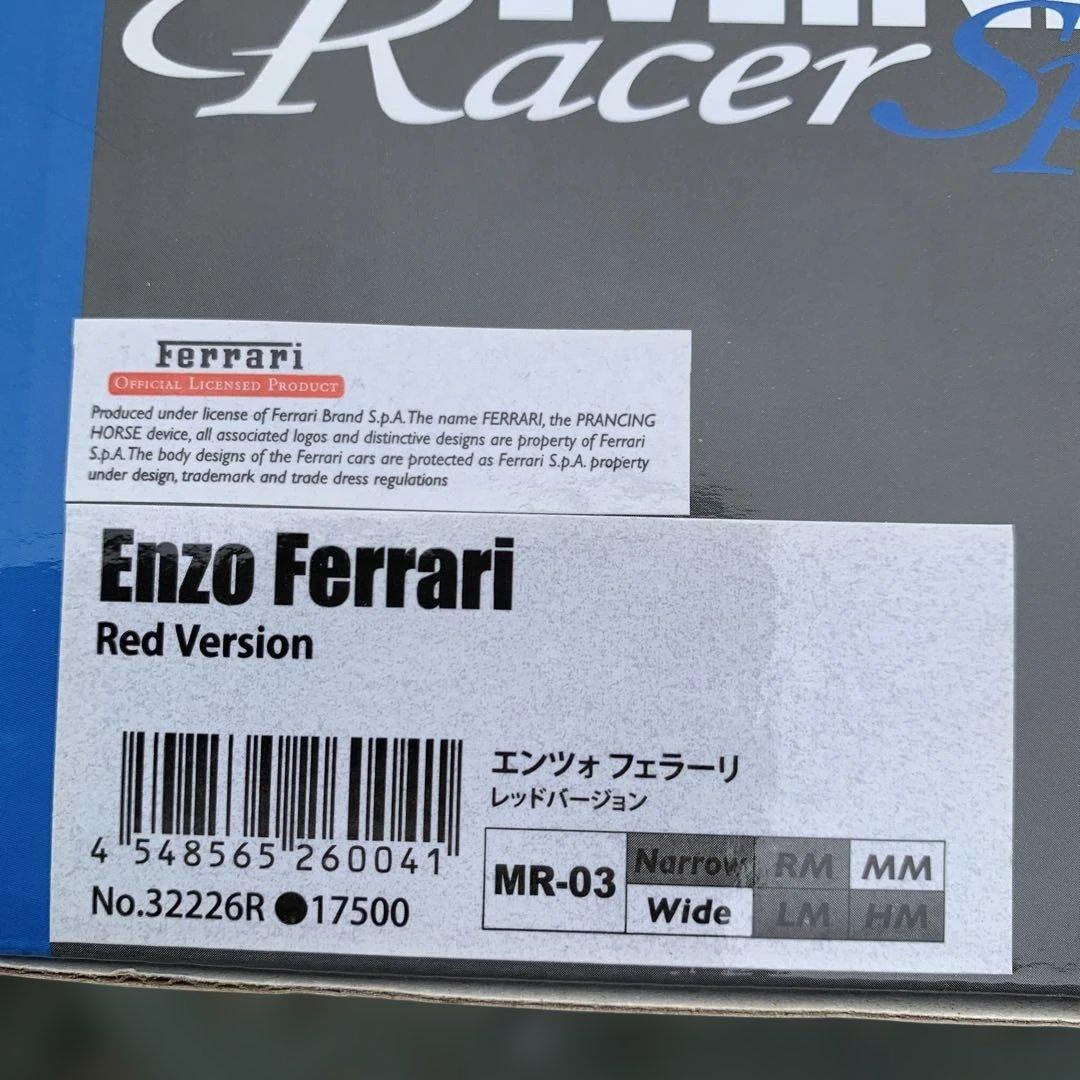 Racer
Ferrari
OFFICIAL LICENSED PRODUCT
Produced under license of Ferrari Brand S.p.A. The name FERRARI, the PRANCING
HORSE device, all associated logos and distinctive designs are property of Ferrari
S.p.A. The body designs of the Ferrari cars are protected as Ferrari S.p.A. property
under design, trademark and trade dress regulations
Enzo Ferrari
Red Version
エンツォ フェラーリ
レッドバージョン
4 548565 260041
No.32226R ●17500
MR-03 Narrow RM MM
Wide LM HM